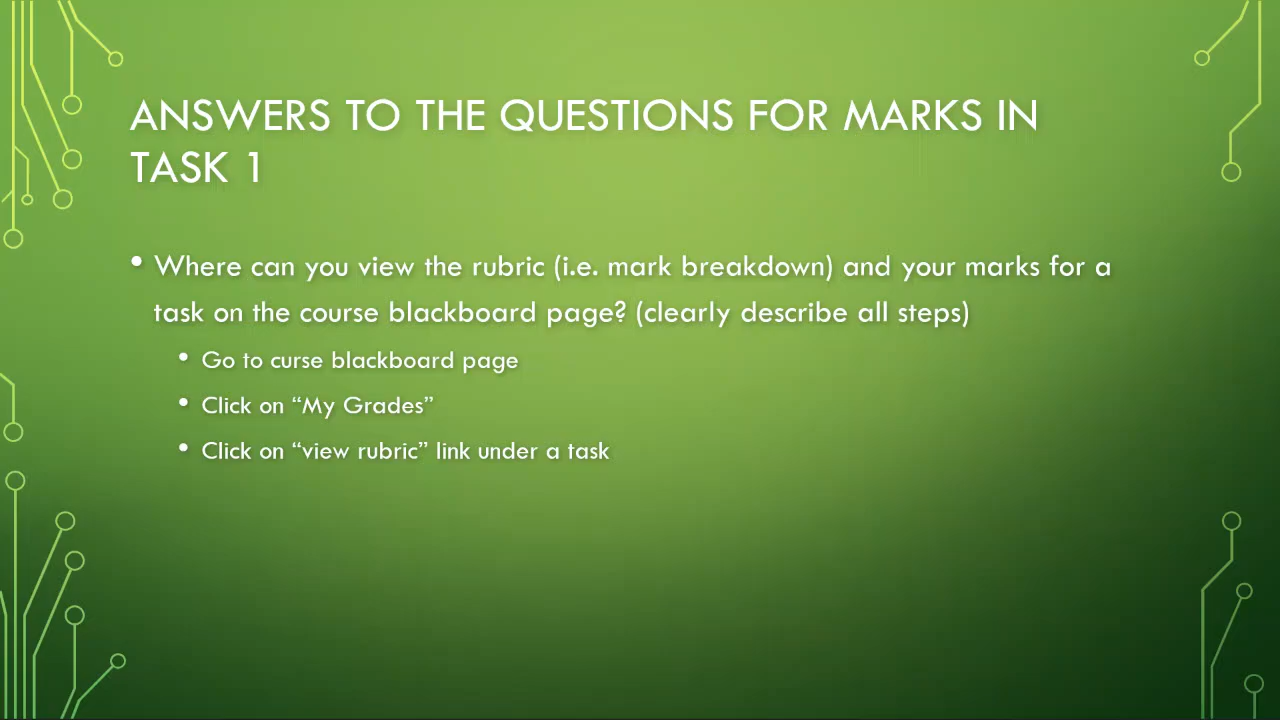 ANSWERS TO THE QUESTIONS FOR MARKS IN
TASK 1
• Where can you view the rubric (i.e. mark breakdown) and your marks for a
task on the course blackboard page? (clearly describe all steps)
• Go to curse blackboard page
• Click on “My Grades”
• Click on “view rubric” link under a task